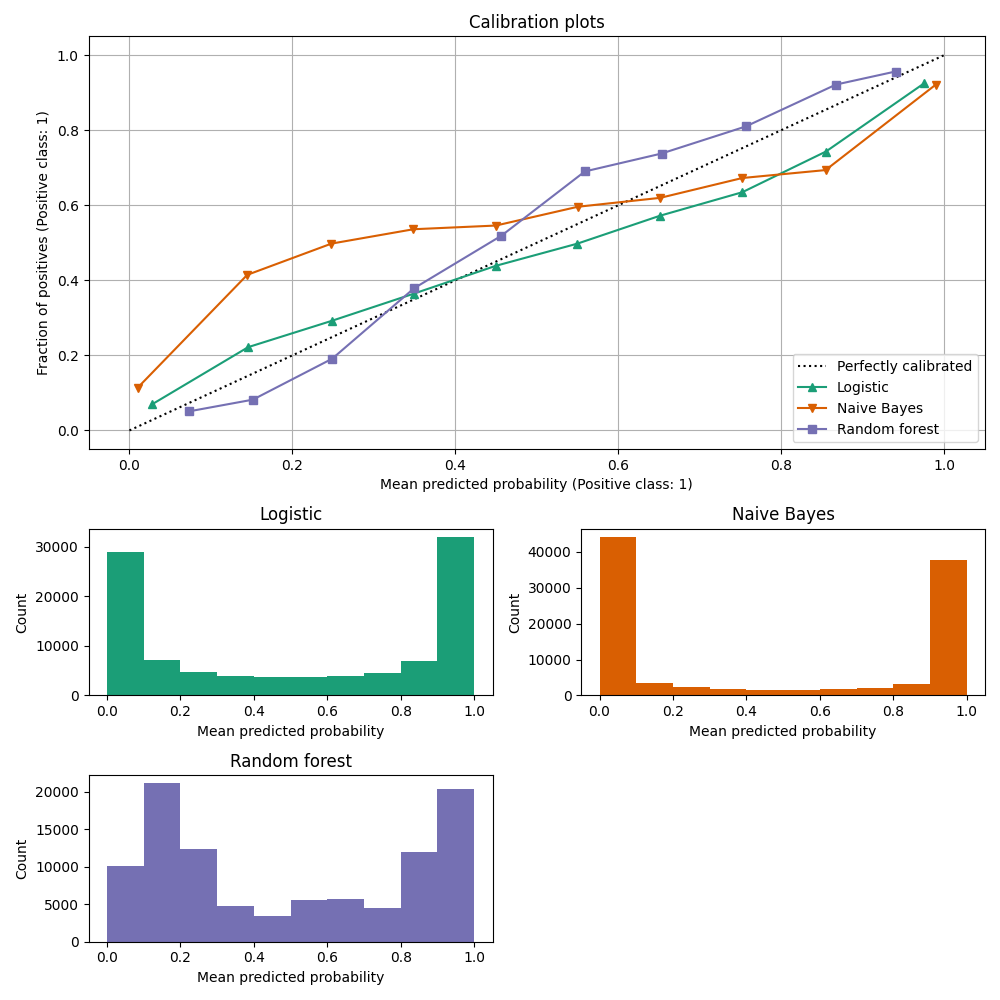 Calibration plots
1.0
0.8
0.6
0.4
0.2
0.0
Fraction of positives (Positive class: 1)
Perfectly calibrated
Logistic
Naive Bayes
Random forest
0.0 0.2 0.4 0.6 0.8 1.0
Mean predicted probability (Positive class: 1)
Logistic
30000
20000
10000
0
Count
0.0 0.2 0.4 0.6 0.8 1.0
Mean predicted probability
Naive Bayes
40000
30000
20000
10000
0
Count
0.0 0.2 0.4 0.6 0.8 1.0
Mean predicted probability
Random forest
20000
15000
10000
5000
0
Count
0.0 0.2 0.4 0.6 0.8 1.0
Mean predicted probability